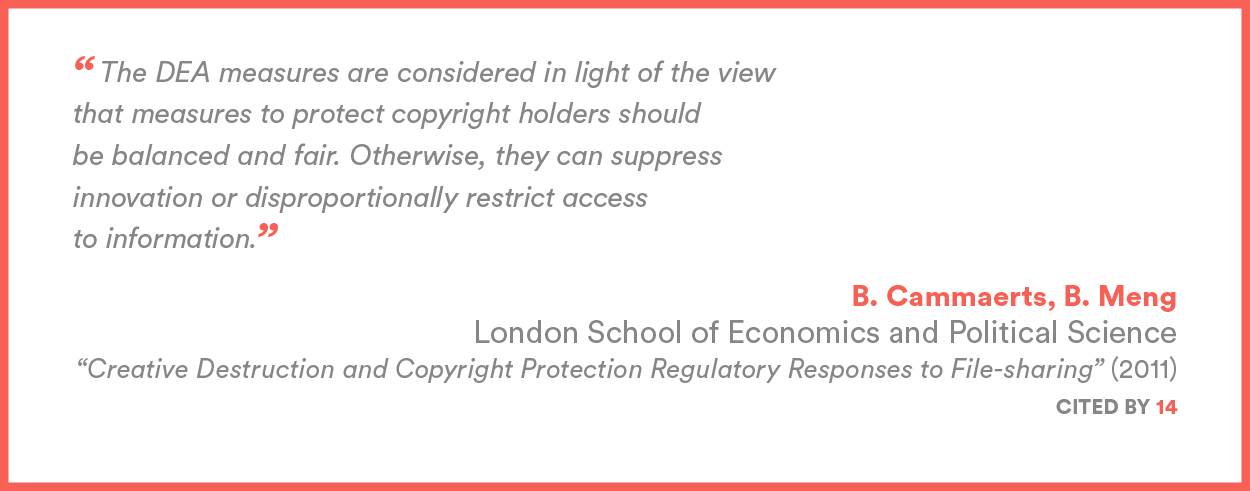 “ The DEA measures are considered in light of the view
that measures to protect copyright holders should
be balanced and fair. Otherwise, they can suppress
innovation or disproportionally restrict access
to information.”
B. Cammaerts, B. Meng
London School of Economics and Political Science
“Creative Destruction and Copyright Protection Regulatory Responses to File-sharing” (2011)
CITED BY 14